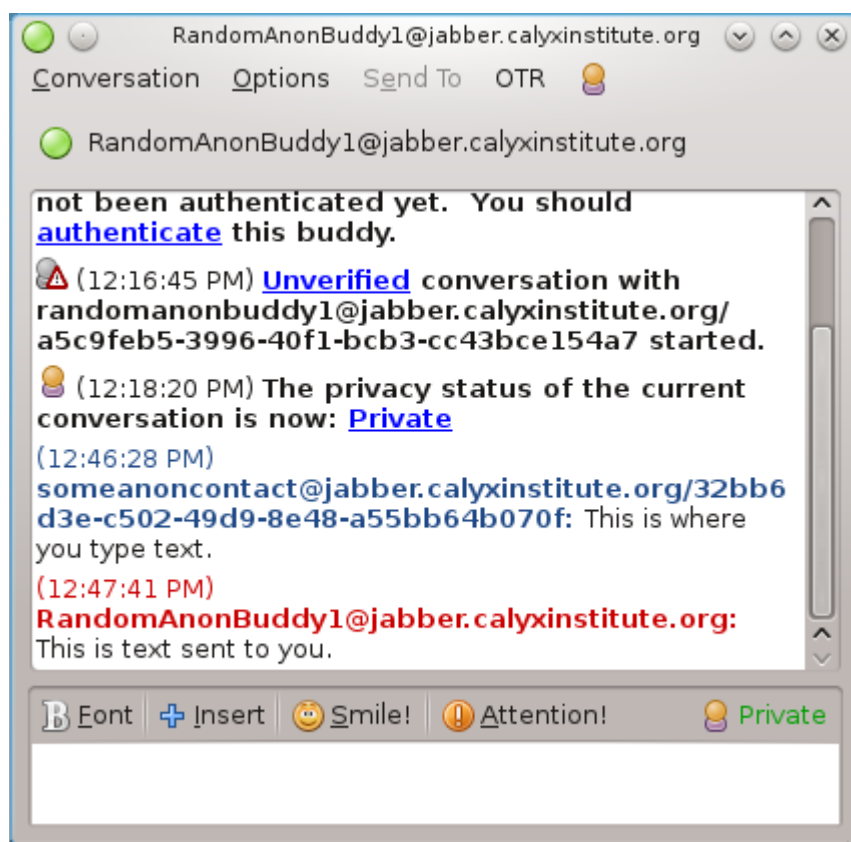 RandomAnonBuddy1@jabber.calyxinstitute.org
Conversation Options Send To OTR
RandomAnonBuddy1@jabber.calyxinstitute.org
not been authenticated yet. You should
authenticate this buddy.
(12:16:45 PM) Unverified conversation with
randomanonbuddy1@jabber.calyxinstitute.org/
a5c9feb5-3996-40f1-bcb3-cc43bce154a7 started.
(12:18:20 PM) The privacy status of the current
conversation is now: Private
(12:46:28 PM)
someanoncontact@jabber.calyxinstitute.org/32bb6
d3e-c502-49d9-8e48-a55bb64b070f: This is where
you type text.
(12:47:41 PM)
RandomAnonBuddy1@jabber.calyxinstitute.org:
This is text sent to you.
Font Insert Smile! Attention! Private